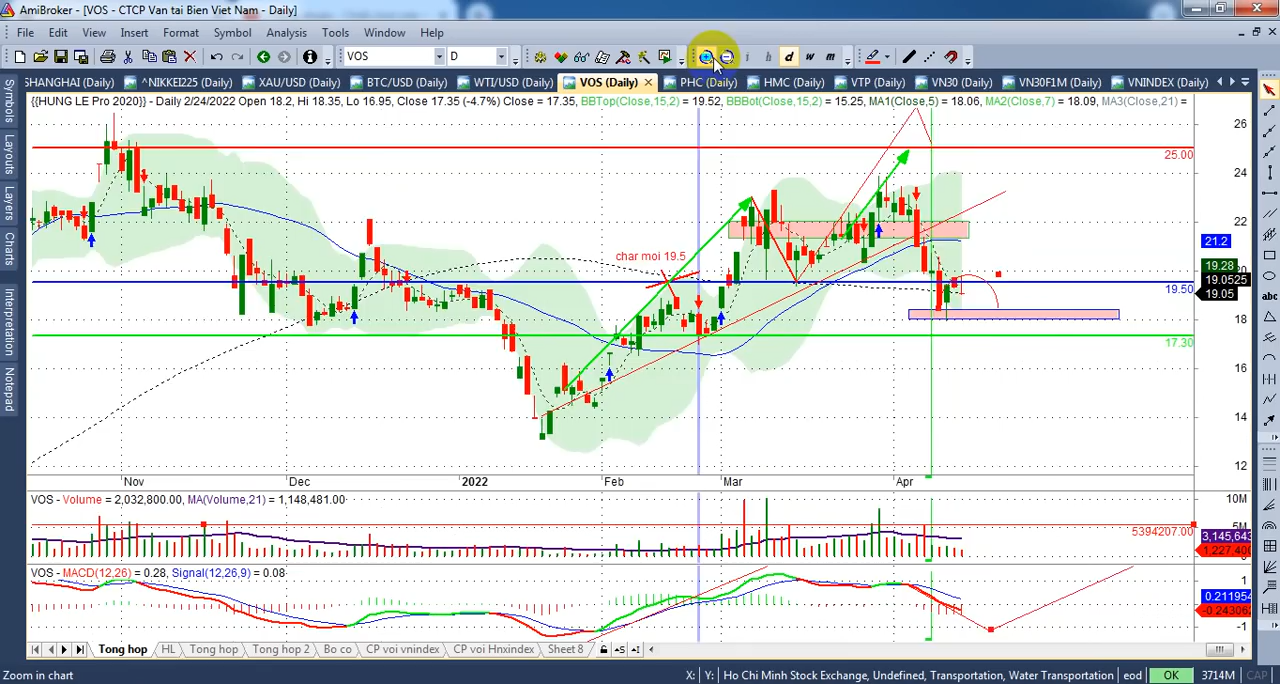 AmiBroker - [VOS - CTCP Van tai Bien Viet Nam - Daily]
File Edit View Insert Format Symbol Analysis Tools Window Help
VOS D i h d w m
SHANGHAI (Daily) ^NIKKEI225 (Daily) XAU/USD (Daily) BTC/USD (Daily) WTI/USD (Daily) VOS (Daily) PHC (Daily) HMC (Daily) VTP (Daily) VN30 (Daily) VN30F1M (Daily) VNINDEX (Daily)
{{HUNG LE Pro 2020}} - Daily 2/24/2022 Open 18.2, Hi 18.35, Lo 16.95, Close 17.35 (-4.7%) Close = 17.35, BBTop(Close,15,2) = 19.52, BBBot(Close,15,2) = 15.25, MA1(Close,5) = 18.06, MA2(Close,7) = 18.09, MA3(Close,21) =
Symbols
Layouts
Layers
Charts
Interpretation
Notepad
abc
26
25.00
24
22
21.2
char moi 19.5
19.28
19.0525
19.50
19.05
18
17.30
16
14
12
Nov Dec 2022 Feb Mar Apr
VOS - Volume = 2,032,800.00, MA(Volume,21) = 1,148,481.00
10M
5394207.00
3,145,643
1,227,400
VOS - MACD(12,26) = 0.28, Signal(12,26,9) = 0.08
1
0.211954
-0.243062
-1
Tong hop HL Tong hop Tong hop 2 Bo co CP voi vnindex CP voi Hnxindex Sheet 8
Zoom in chart X: Y: Ho Chi Minh Stock Exchange, Undefined, Transportation, Water Transportation eod OK 3714M CAP